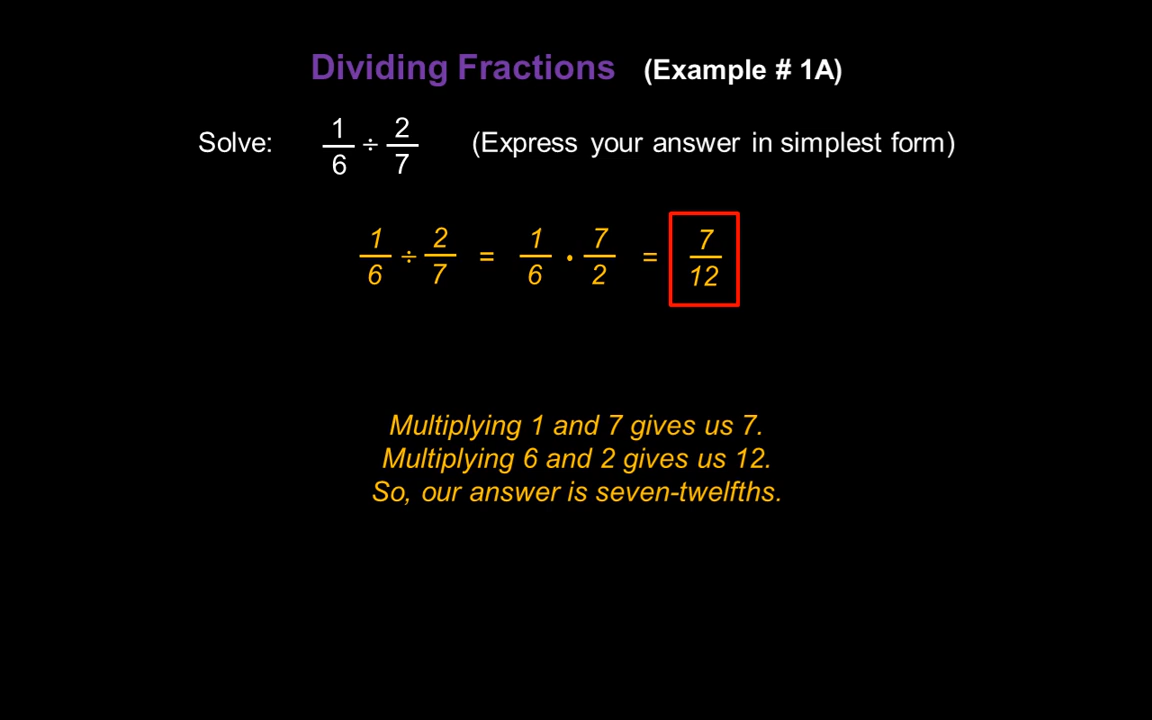 Dividing Fractions (Example # 1A)
Solve: 1/6 ÷ 2/7 (Express your answer in simplest form)
1/6 ÷ 2/7 = 1/6 · 7/2 = 7/12
Multiplying 1 and 7 gives us 7.
Multiplying 6 and 2 gives us 12.
So, our answer is seven-twelfths.